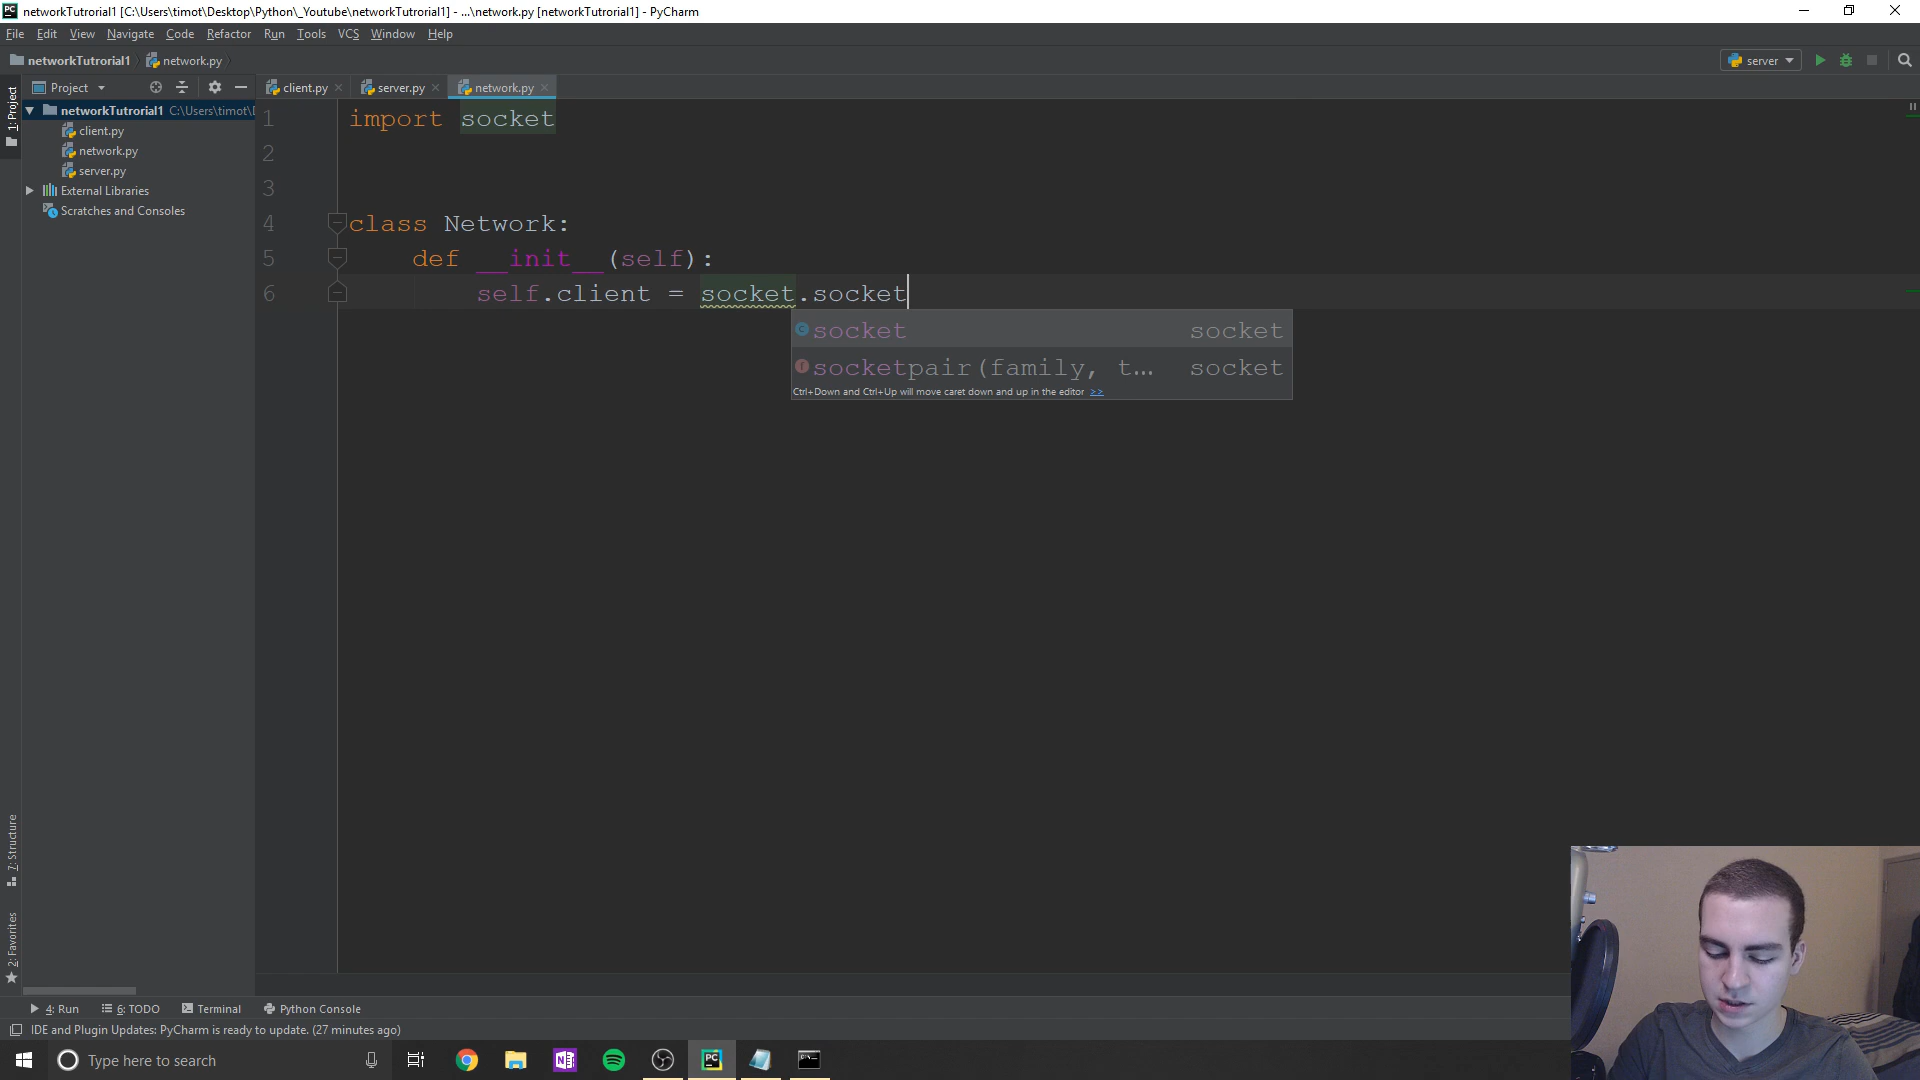 networkTutrorial1 [C:\Users\timot\Desktop\Python\_Youtube\networkTutrorial1] - ...\network.py [networkTutrorial1] - PyCharm
File Edit View Navigate Code Refactor Run Tools VCS Window Help
networkTutrorial1 network.py server
Project client.py server.py network.py
1: Project
networkTutrorial1 C:\Users\timot\
client.py
network.py
server.py
External Libraries
Scratches and Consoles
1 import socket
2
3
4 class Network:
5 def __init__(self):
6 self.client = socket.socket
socket socket
socketpair(family, t... socket
Ctrl+Down and Ctrl+Up will move caret down and up in the editor >>
7: Structure
2: Favorites
4: Run 6: TODO Terminal Python Console
IDE and Plugin Updates: PyCharm is ready to update. (27 minutes ago)
Type here to search